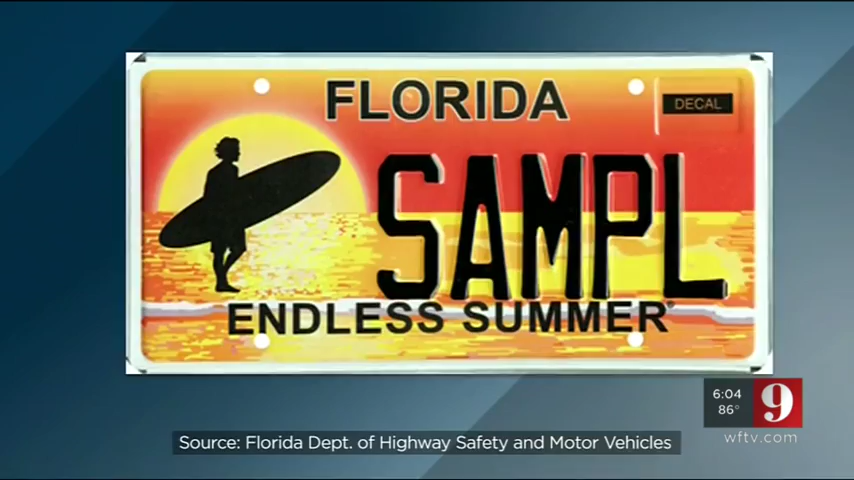 FLORIDA
DECAL
SAMPL
ENDLESS SUMMER®
6:04
86°
9
wftv.com
Source: Florida Dept. of Highway Safety and Motor Vehicles